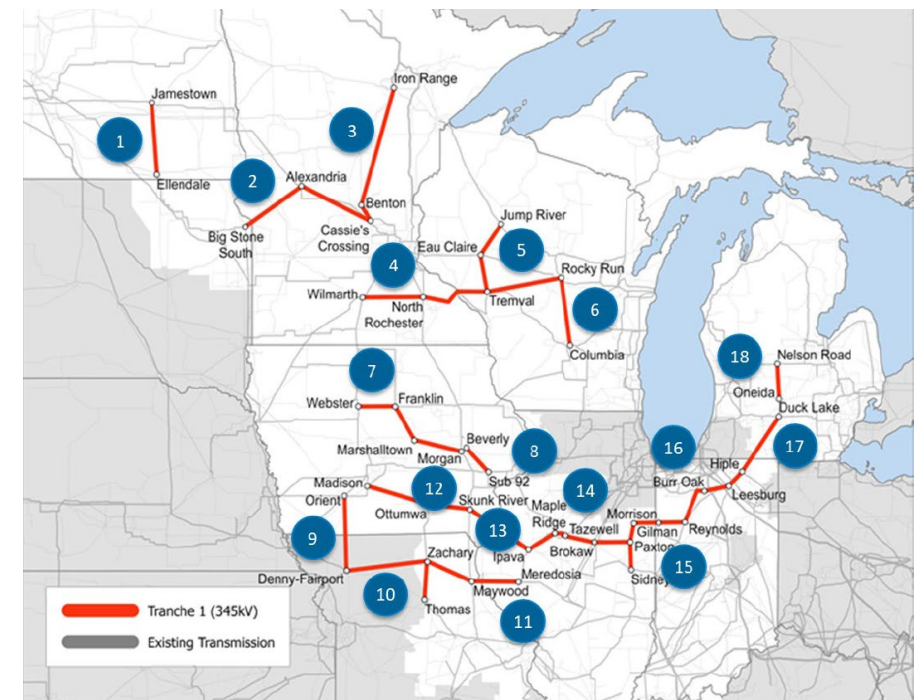 Iron Range
Jamestown
3
1
2
Alexandria
Ellendale
Benton
Jump River
Big Stone
South
Cassie's
Crossing
Eau Claire
5
4
Rocky Run
Wilmarth
North
Rochester
Tremval
6
Columbia
18
Nelson Road
7
Oneida
Webster
Franklin
Duck Lake
Beverly
Marshalltown
Morgan
8
16
17
Hiple
Sub 92
Madison
12
14
Burr Oak
Leesburg
Orient
Skunk River
Ottumwa
Maple
Ridge
Tazewell
Morrison
Gilman
Reynolds
13
9
Ipava
Brokaw
Paxton
Zachary
15
Denny-Fairport
Meredosia
Sidney
10
Maywood
Thomas
11
Tranche 1 (345kV)
Existing Transmission